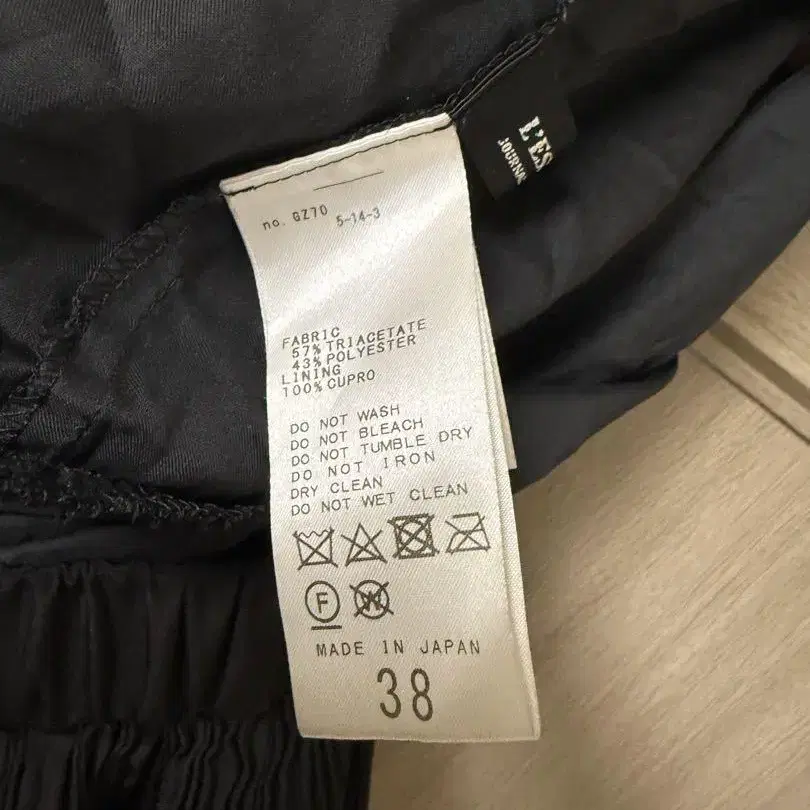 L'ES
JOURNA
no. GZ70
5-14-3
FABRIC
57% TRIACETATE
43% POLYESTER
LINING
100% CUPRO
DO NOT WASH
DO NOT BLEACH
DO NOT TUMBLE DRY
DO NOT IRON
DRY CLEAN
DO NOT WET CLEAN
F W
MADE IN JAPAN
38